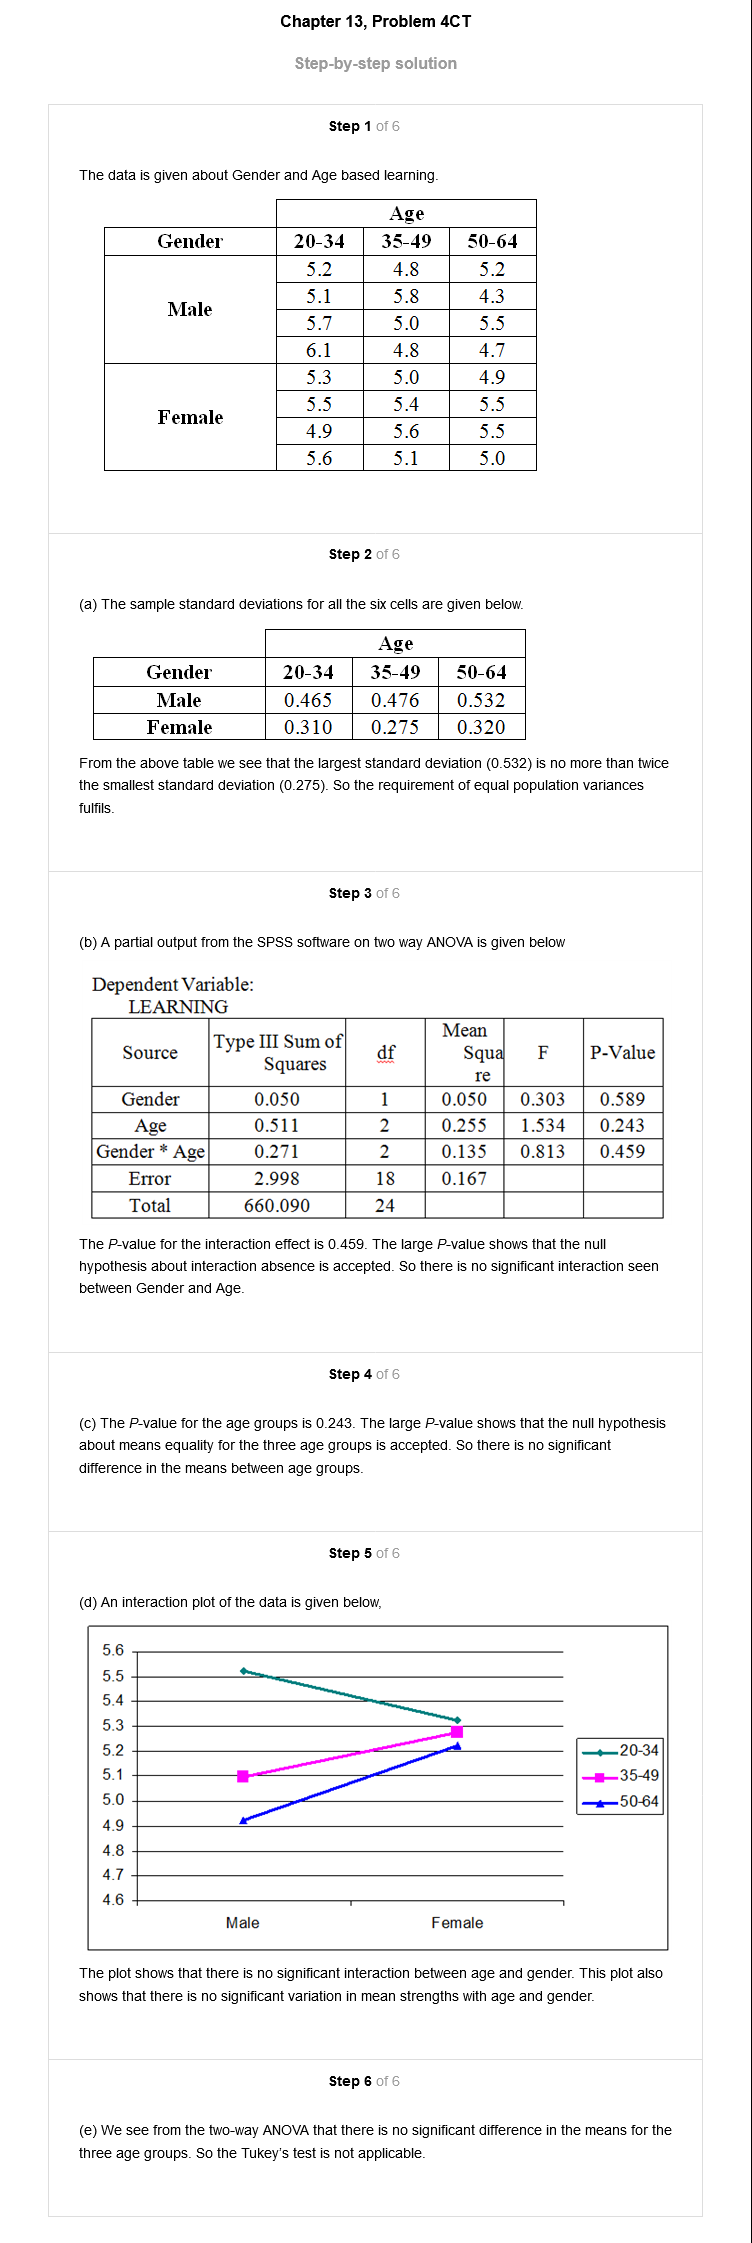 Chapter 13, Problem 4CT
Step-by-step solution
Step 1 of 6
The data is given about Gender and Age based learning.
Age
Gender 20-34 35-49 50-64
Male
5.2 4.8 5.2
5.1 5.8 4.3
5.7 5.0 5.5
6.1 4.8 4.7
Female
5.3 5.0 4.9
5.5 5.4 5.5
4.9 5.6 5.5
5.6 5.1 5.0
Step 2 of 6
(a) The sample standard deviations for all the six cells are given below.
Age
Gender 20-34 35-49 50-64
Male 0.465 0.476 0.532
Female 0.310 0.275 0.320
From the above table we see that the largest standard deviation (0.532) is no more than twice
the smallest standard deviation (0.275). So the requirement of equal population variances
fulfils.
Step 3 of 6
(b) A partial output from the SPSS software on two way ANOVA is given below
Dependent Variable:
LEARNING
Source Type III Sum of Squares df Mean Squa re F P-Value
Gender 0.050 1 0.050 0.303 0.589
Age 0.511 2 0.255 1.534 0.243
Gender * Age 0.271 2 0.135 0.813 0.459
Error 2.998 18 0.167
Total 660.090 24
The P-value for the interaction effect is 0.459. The large P-value shows that the null
hypothesis about interaction absence is accepted. So there is no significant interaction seen
between Gender and Age.
Step 4 of 6
(c) The P-value for the age groups is 0.243. The large P-value shows that the null hypothesis
about means equality for the three age groups is accepted. So there is no significant
difference in the means between age groups.
Step 5 of 6
(d) An interaction plot of the data is given below,
5.6
5.5
5.4
5.3
5.2
5.1
5.0
4.9
4.8
4.7
4.6
Male Female
20-34
35-49
50-64
The plot shows that there is no significant interaction between age and gender. This plot also
shows that there is no significant variation in mean strengths with age and gender.
Step 6 of 6
(e) We see from the two-way ANOVA that there is no significant difference in the means for the
three age groups. So the Tukey's test is not applicable.